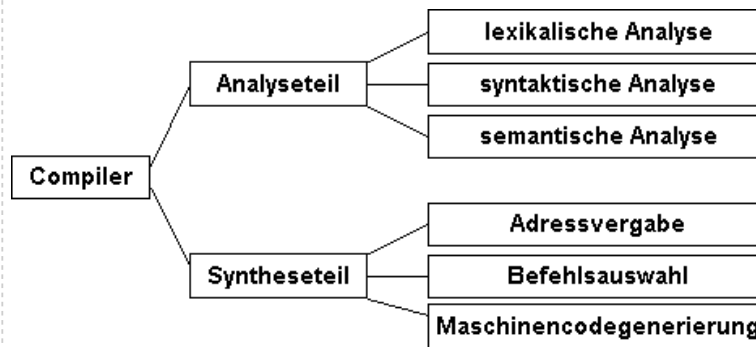 lexikalische Analyse
Analyseteil
syntaktische Analyse
semantische Analyse
Compiler
Adressvergabe
Syntheseteil
Befehlsauswahl
Maschinencodegenerierung